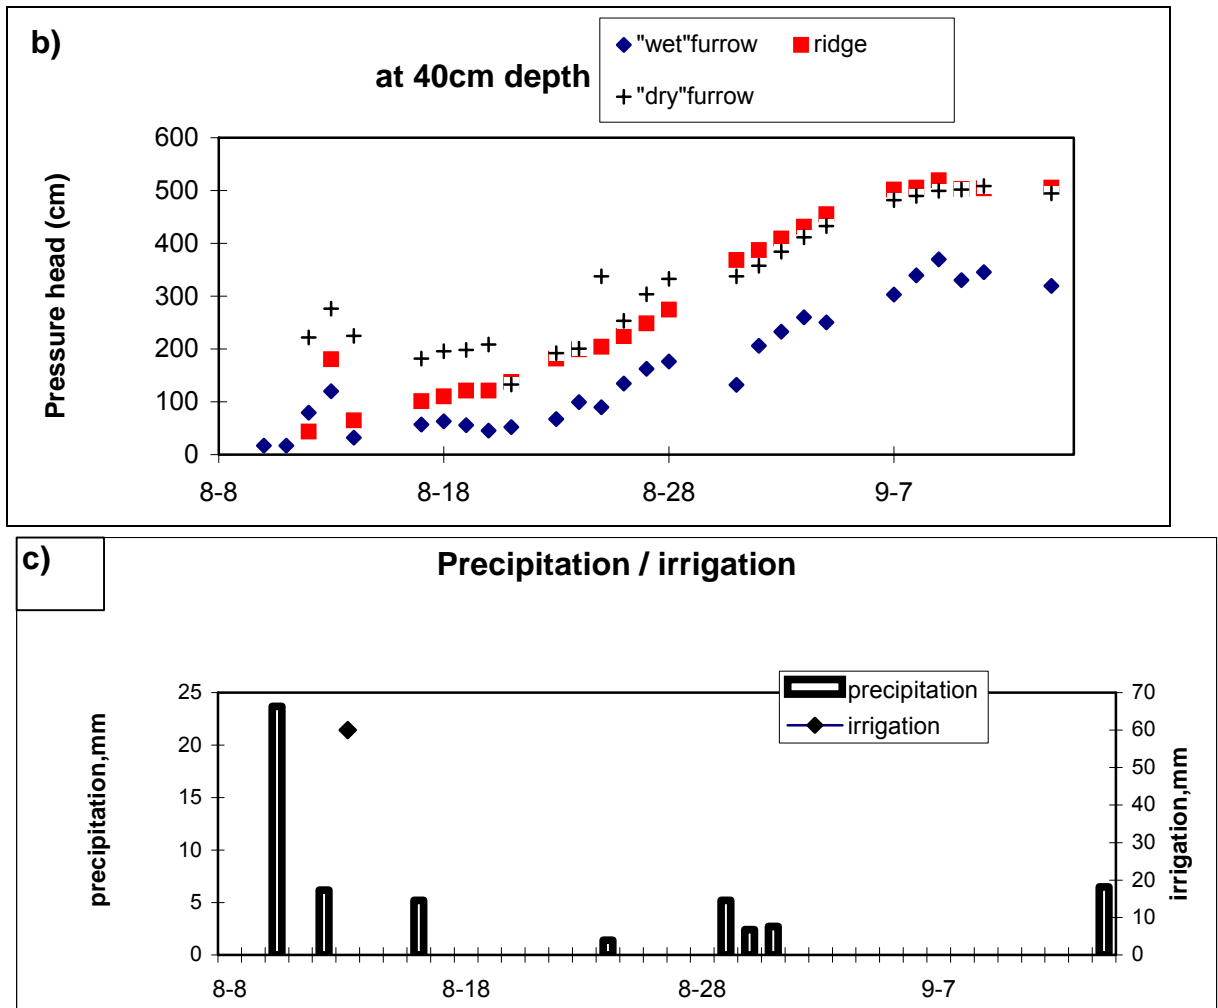 b)
at 40cm depth
"wet"furrow ridge
"dry"furrow
Pressure head (cm)
600
500
400
300
200
100
0
8-8 8-18 8-28 9-7
c)
Precipitation / irrigation
precipitation
irrigation
precipitation,mm
25
20
15
10
5
0
70
60
50
40
30
20
10
0
irrigation,mm
8-8 8-18 8-28 9-7